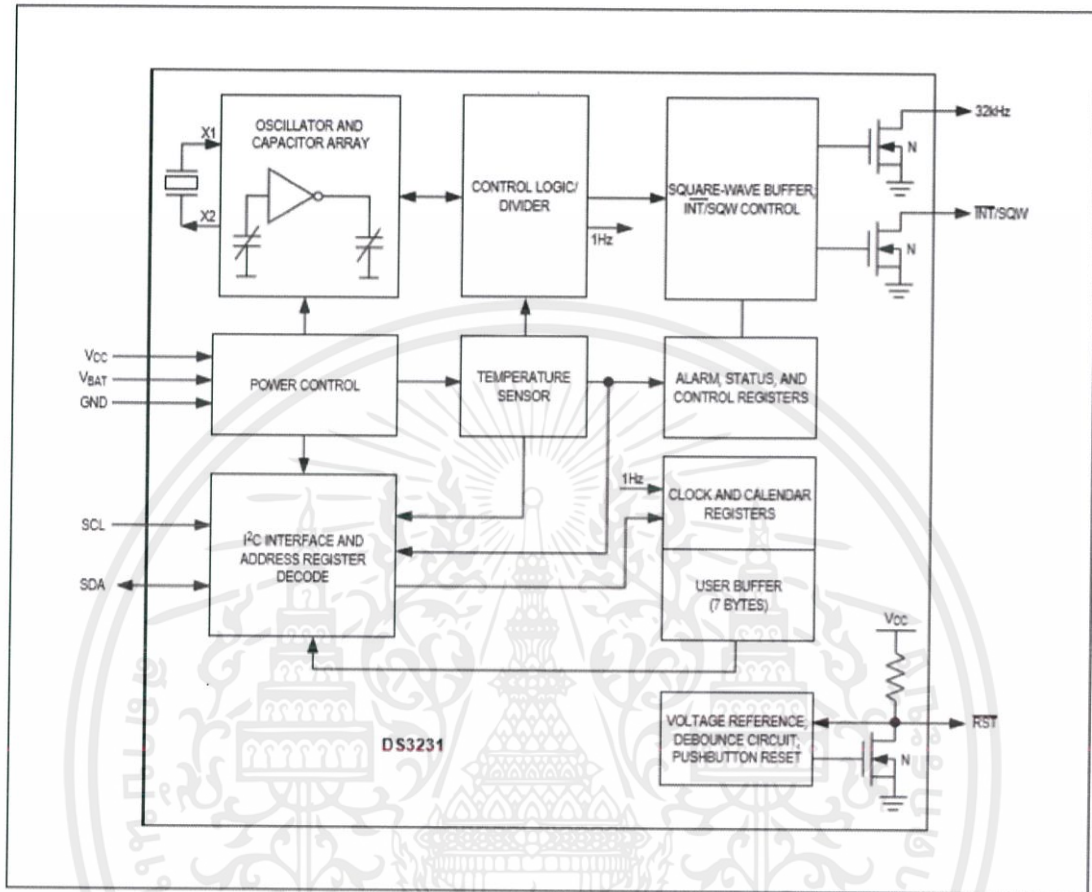 X1
X2
OSCILLATOR AND
CAPACITOR ARRAY
CONTROL LOGIC/
DIVIDER
1Hz
SQUARE-WAVE BUFFER;
INT/SQW CONTROL
N
32kHz
N
INT/SQW
VCC
VBAT
GND
POWER CONTROL
TEMPERATURE
SENSOR
ALARM, STATUS, AND
CONTROL REGISTERS
SCL
SDA
I²C INTERFACE AND
ADDRESS REGISTER
DECODE
1Hz
CLOCK AND CALENDAR
REGISTERS
USER BUFFER
(7 BYTES)
VCC
VOLTAGE REFERENCE;
DEBOUNCE CIRCUIT;
PUSHBUTTON RESET
N
RST
DS3231